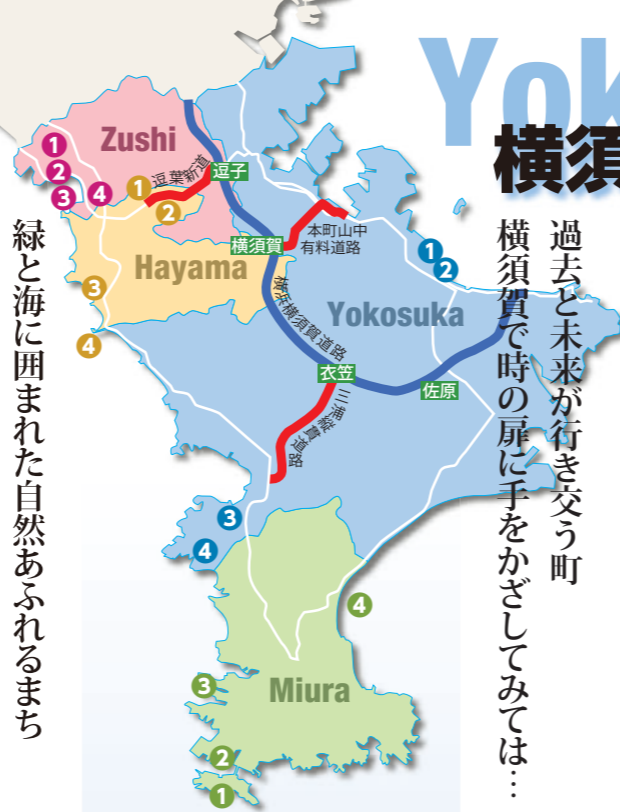 Yok
横須
過去と未来が行き交う町
横須賀で時の扉に手をかざしてみては…
緑と海に囲まれた自然あふれるまち
Zushi
1
2
3
4
逗葉新道
逗子
1
2
Hayama
3
4
横須賀
本町山中
有料道路
横浜横須賀道路
Yokosuka
1
2
衣笠
佐原
三浦縦貫道路
3
4
Miura
4
3
2
1